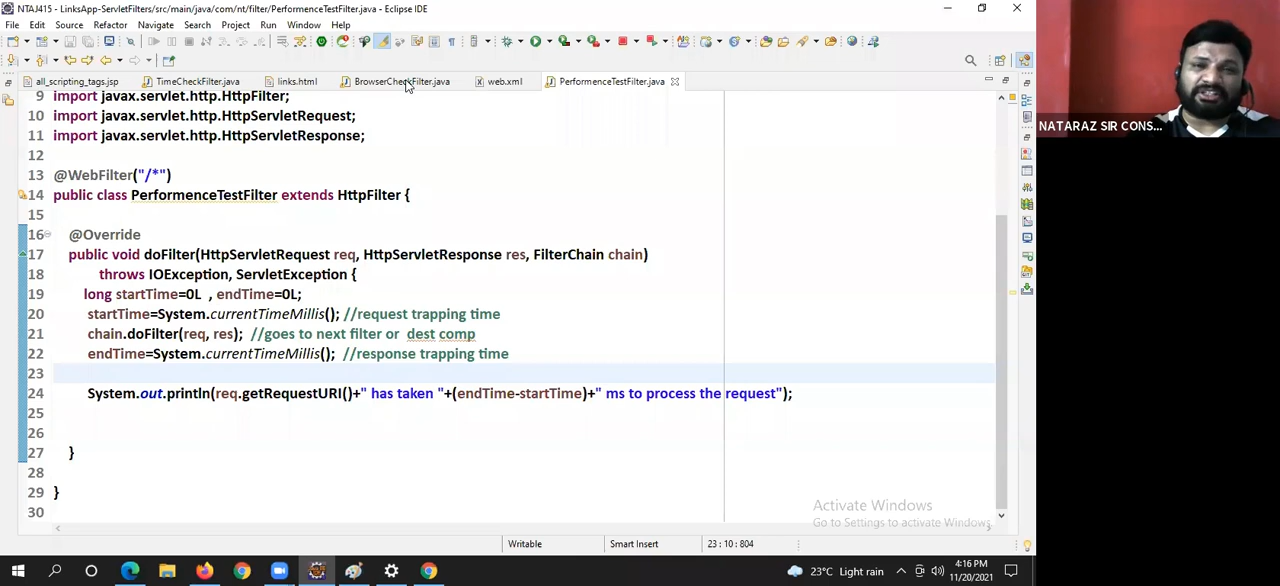 NTAJ415 - LinksApp-ServletFilters/src/main/java/com/nt/filter/PerformenceTestFilter.java - Eclipse IDE
File Edit Source Refactor Navigate Search Project Run Window Help
all_scripting_tags.jsp TimeCheckFilter.java links.html BrowserCheckFilter.java web.xml PerformenceTestFilter.java
9 import javax.servlet.http.HttpFilter;
10 import javax.servlet.http.HttpServletRequest;
11 import javax.servlet.http.HttpServletResponse;
12
13 @WebFilter("/*")
14 public class PerformenceTestFilter extends HttpFilter {
15
16 @Override
17 public void doFilter(HttpServletRequest req, HttpServletResponse res, FilterChain chain)
18 throws IOException, ServletException {
19 long startTime=0L , endTime=0L;
20 startTime=System.currentTimeMillis(); //request trapping time
21 chain.doFilter(req, res); //goes to next filter or dest comp
22 endTime=System.currentTimeMillis(); //response trapping time
23
24 System.out.println(req.getRequestURI()+" has taken "+(endTime-startTime)+" ms to process the request");
25
26
27 }
28
29 }
30
NATARAZ SIR CONS...
Activate Windows
Go to Settings to activate Windows.
Writable Smart Insert 23 : 10 : 804
23°C Light rain
4:16 PM
11/20/2021